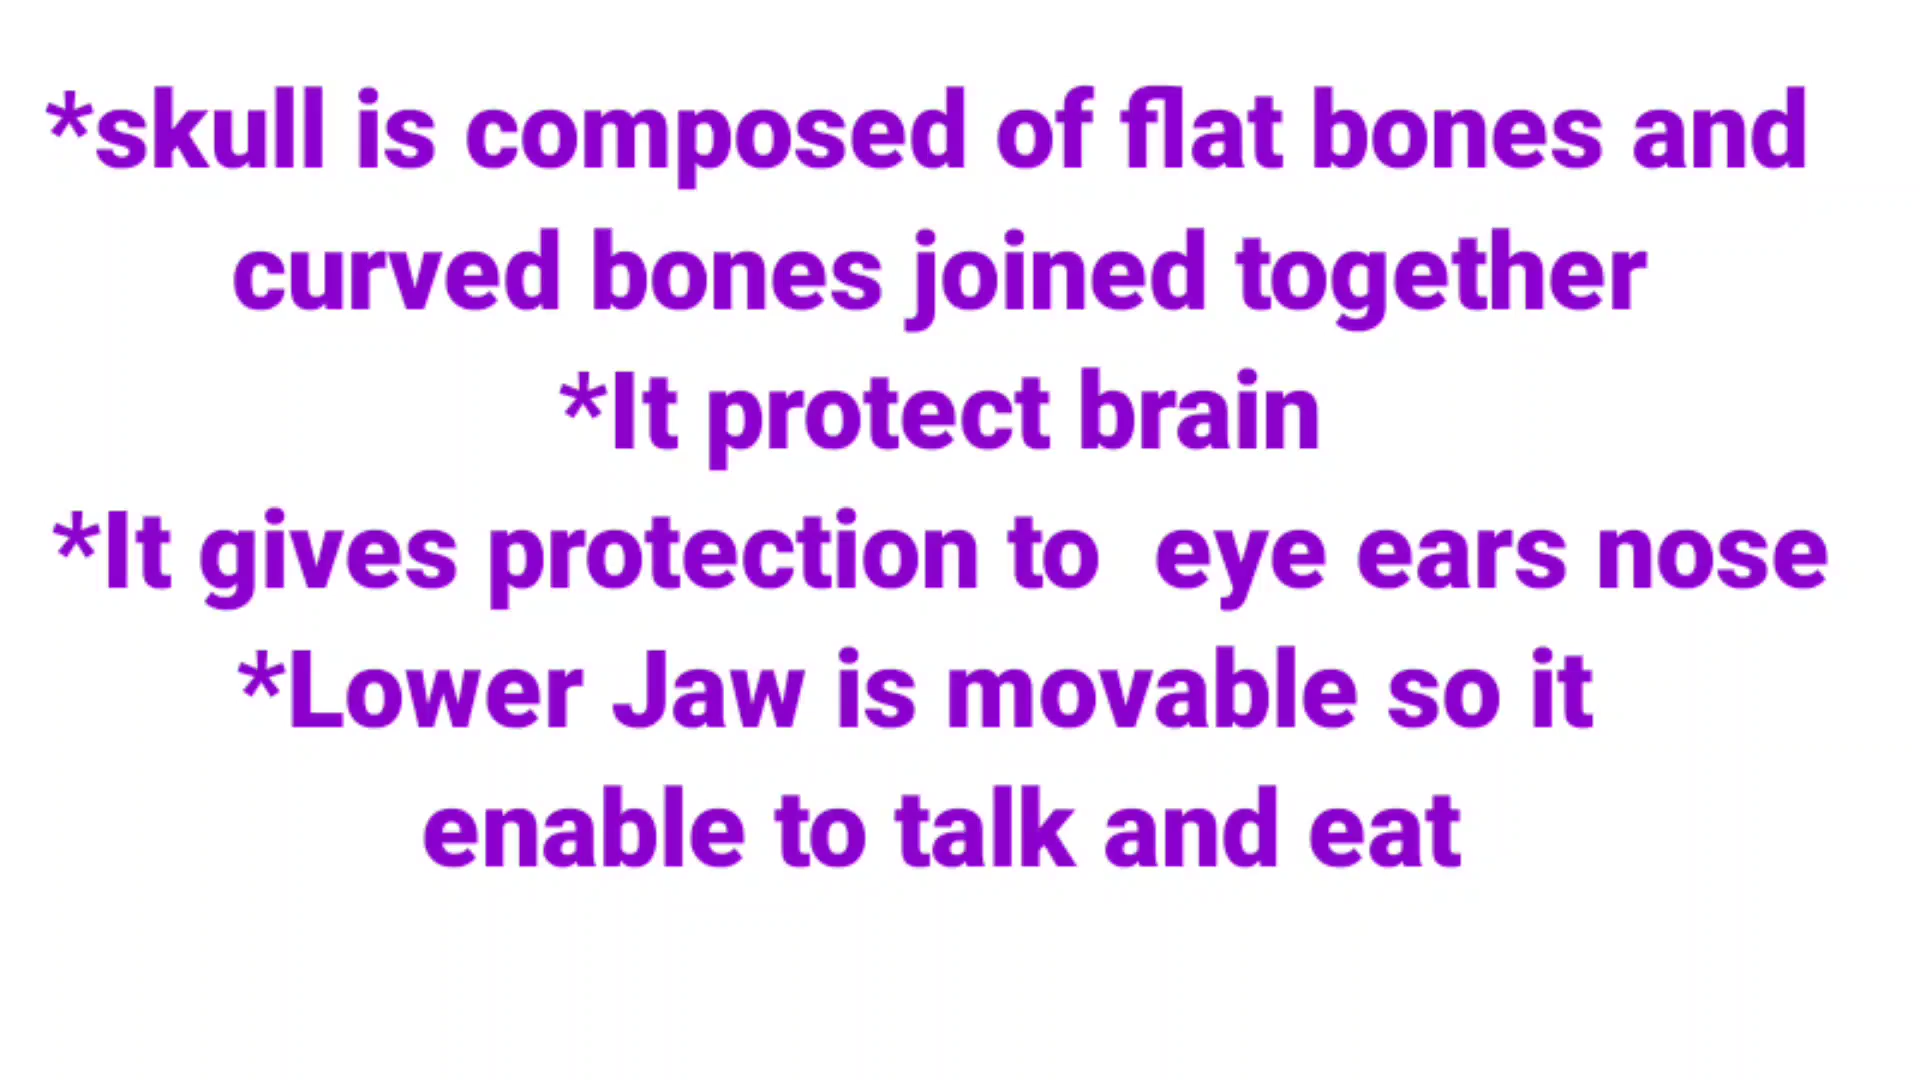 *skull is composed of flat bones and
curved bones joined together
*It protect brain
*It gives protection to  eye ears nose
*Lower Jaw is movable so it
enable to talk and eat